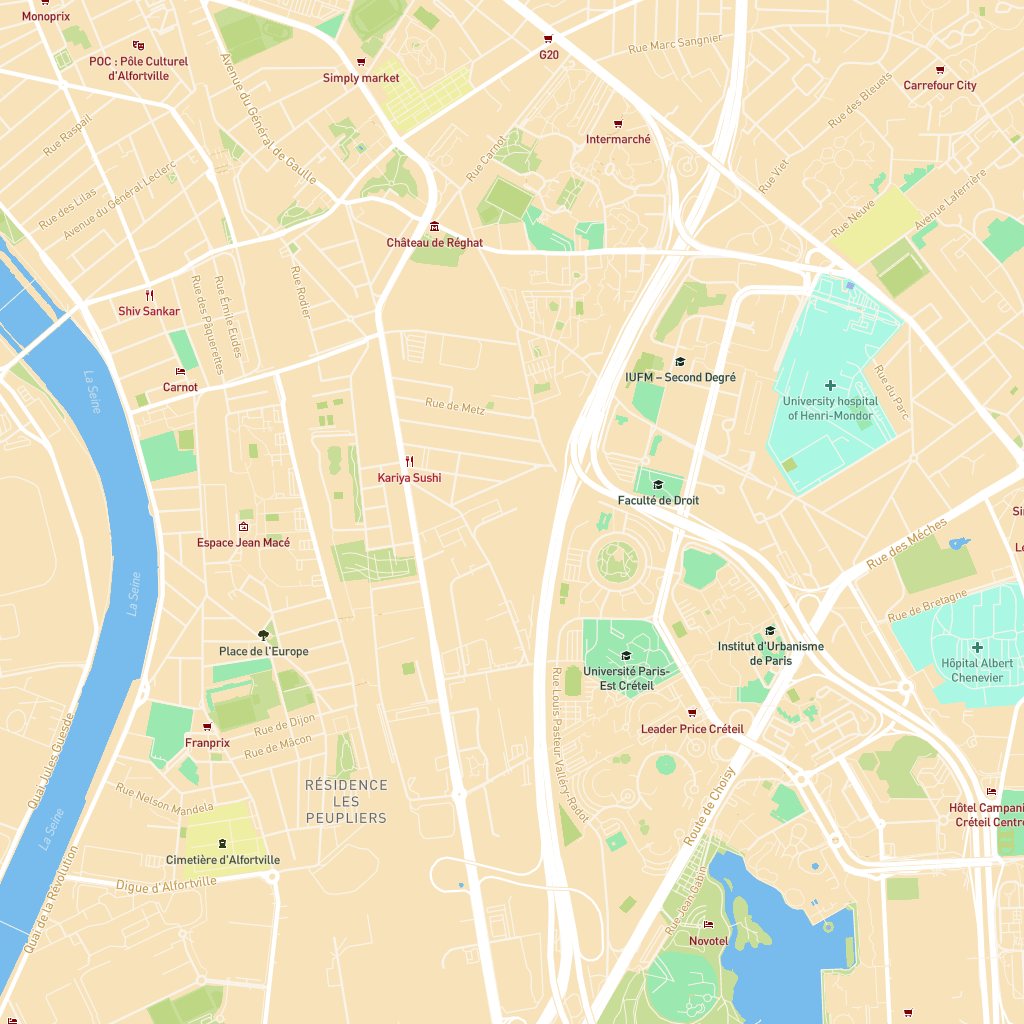 Monoprix
POC : Pôle Culturel
d'Alfortville
Simply market
G20
Rue Marc Sangnier
Carrefour City
Rue des Bleuets
Intermarché
Rue Raspail
Avenue du Général de Gaulle
Rue Carnot
Rue Viet
Rue des Lilas
Avenue du Général Leclerc
Rue Neuve
Avenue Laferrière
Château de Réghat
Shiv Sankar
Rue des Pâquerettes
Rue Émile Eudes
Rue Rodier
Carnot
La Seine
Rue de Metz
IUFM – Second Degré
University hospital
of Henri-Mondor
Rue du Parc
Kariya Sushi
Faculté de Droit
Espace Jean Macé
Rue des Mèches
La Seine
Rue de Bretagne
Place de l'Europe
Institut d'Urbanisme
de Paris
Université Paris-
Est Créteil
Hôpital Albert
Chenevier
Franprix
Rue de Dijon
Rue de Mâcon
Leader Price Créteil
Rue Louis Pasteur Valléry-Radot
Quai Jules Guesde
RÉSIDENCE
LES
PEUPLIERS
Rue Nelson Mandela
Route de Choisy
Hôtel Campani
Créteil Centre
La Seine
Cimetière d'Alfortville
Digue d'Alfortville
Quai de la Révolution
Rue Jean Gabin
Novotel
Si
Le